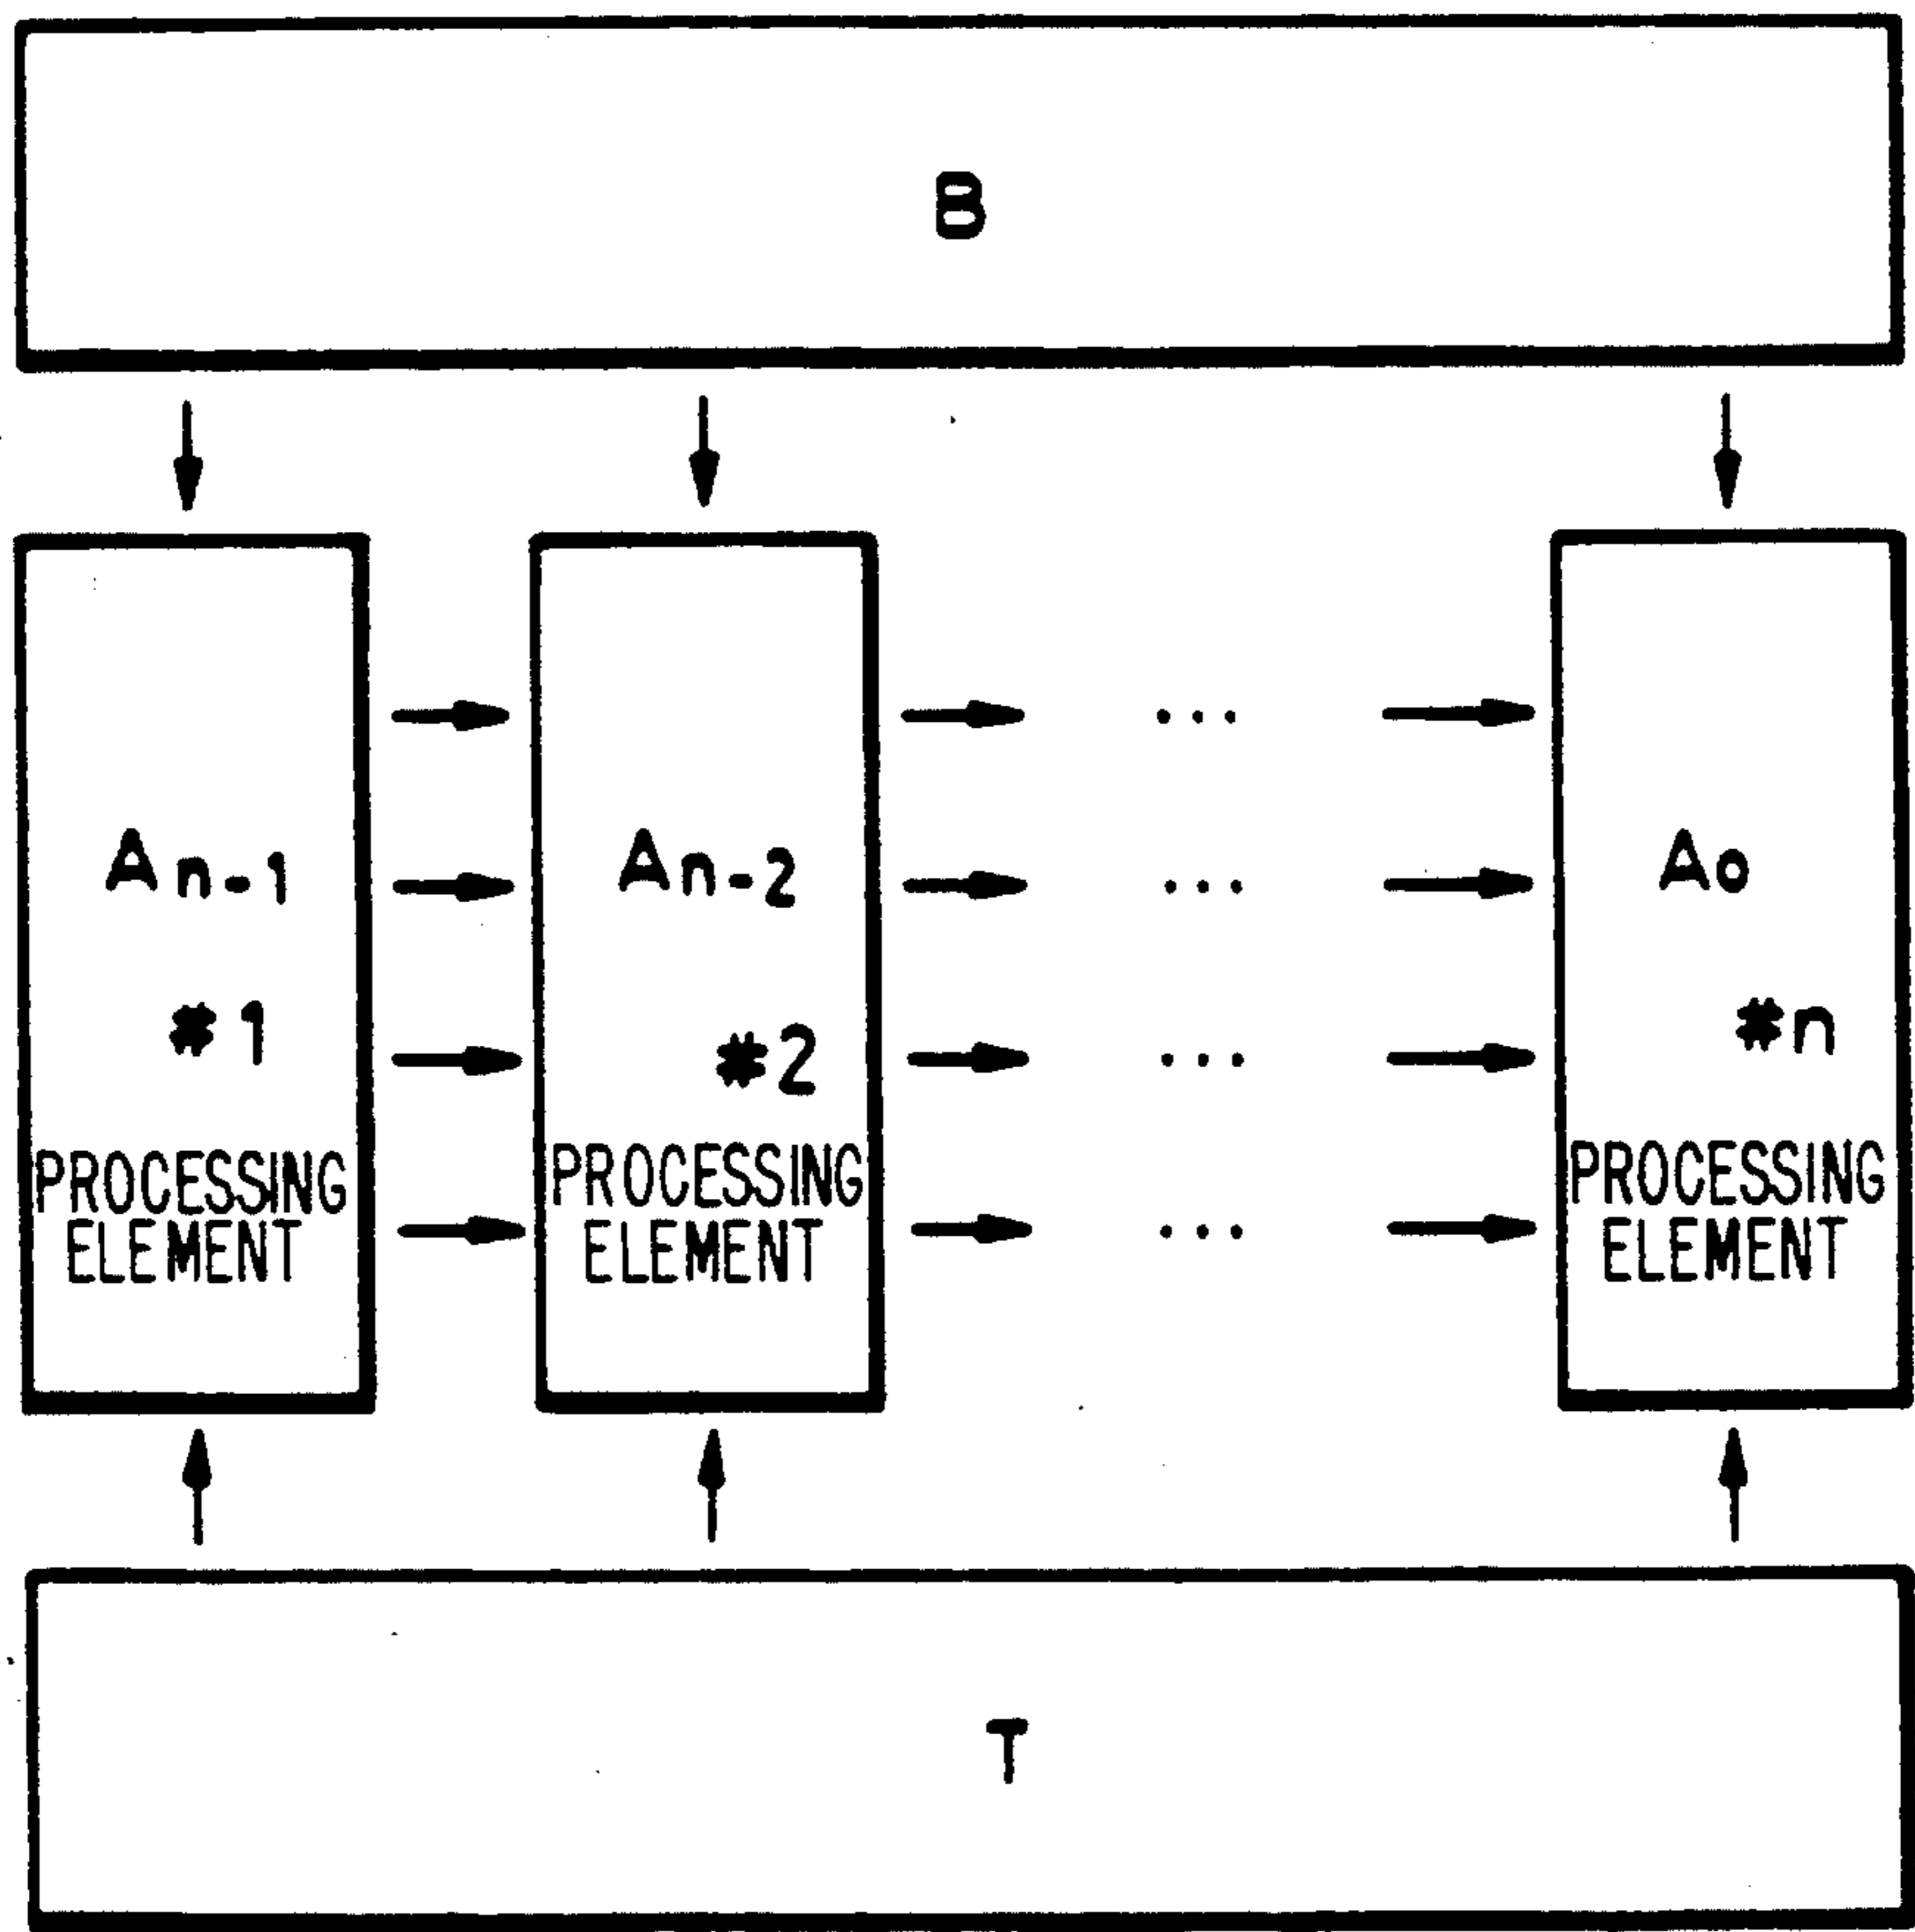 B
An-1
*1
PROCESSING
ELEMENT
An-2
*2
PROCESSING
ELEMENT
...
...
...
...
Ao
*n
PROCESSING
ELEMENT
T